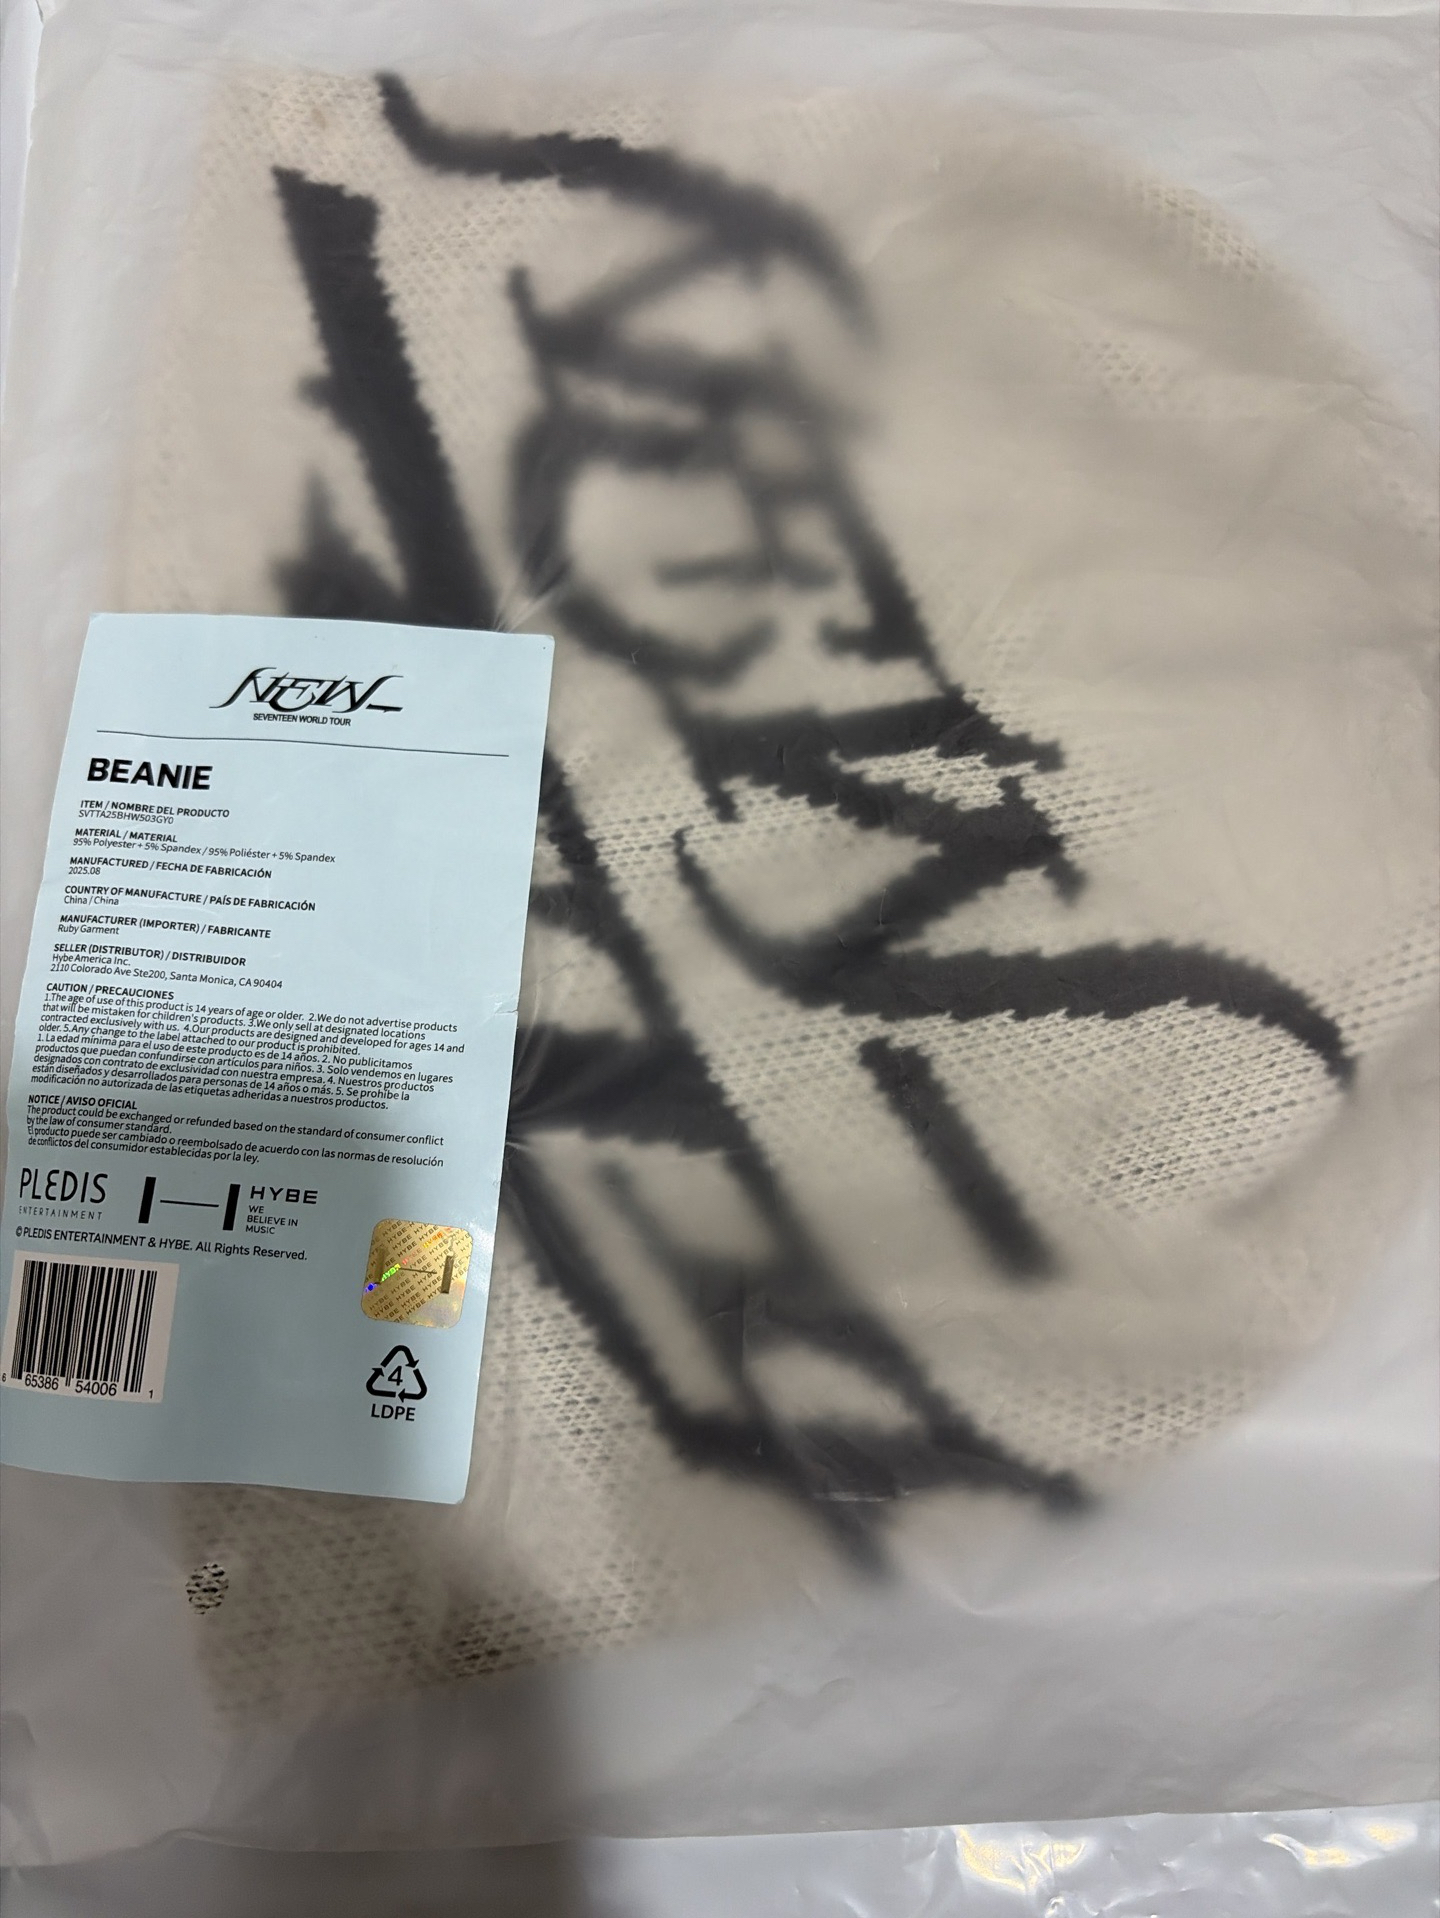 NEW_
SEVENTEEN WORLD TOUR
BEANIE
ITEM / NOMBRE DEL PRODUCTO
SVTTA25BHW503GY0
MATERIAL / MATERIAL
95% Polyester + 5% Spandex / 95% Poliéster + 5% Spandex
MANUFACTURED / FECHA DE FABRICACIÓN
2025.08
COUNTRY OF MANUFACTURE / PAÍS DE FABRICACIÓN
China / China
MANUFACTURER (IMPORTER) / FABRICANTE
Ruby Garment
SELLER (DISTRIBUTOR) / DISTRIBUIDOR
Hybe America Inc.
2110 Colorado Ave Ste200, Santa Monica, CA 90404
CAUTION / PRECAUCIONES
1.The age of use of this product is 14 years of age or older. 2.We do not advertise products
that will be mistaken for children's products. 3.We only sell at designated locations
contracted exclusively with us. 4.Our products are designed and developed for ages 14 and
older. 5.Any change to the label attached to our product is prohibited.
1. La edad mínima para el uso de este producto es de 14 años. 2. No publicitamos
productos que puedan confundirse con artículos para niños. 3. Solo vendemos en lugares
designados con contrato de exclusividad con nuestra empresa. 4. Nuestros productos
están diseñados y desarrollados para personas de 14 años o más. 5. Se prohíbe la
modificación no autorizada de las etiquetas adheridas a nuestros productos.
NOTICE / AVISO OFICIAL
The product could be exchanged or refunded based on the standard of consumer conflict
by the law of consumer standard.
El producto puede ser cambiado o reembolsado de acuerdo con las normas de resolución
de conflictos del consumidor establecidas por la ley.
PLEDIS
ENTERTAINMENT
HYBE
WE
BELIEVE IN
MUSIC
© PLEDIS ENTERTAINMENT & HYBE. All Rights Reserved.
6 65386 54006 1
4
LDPE